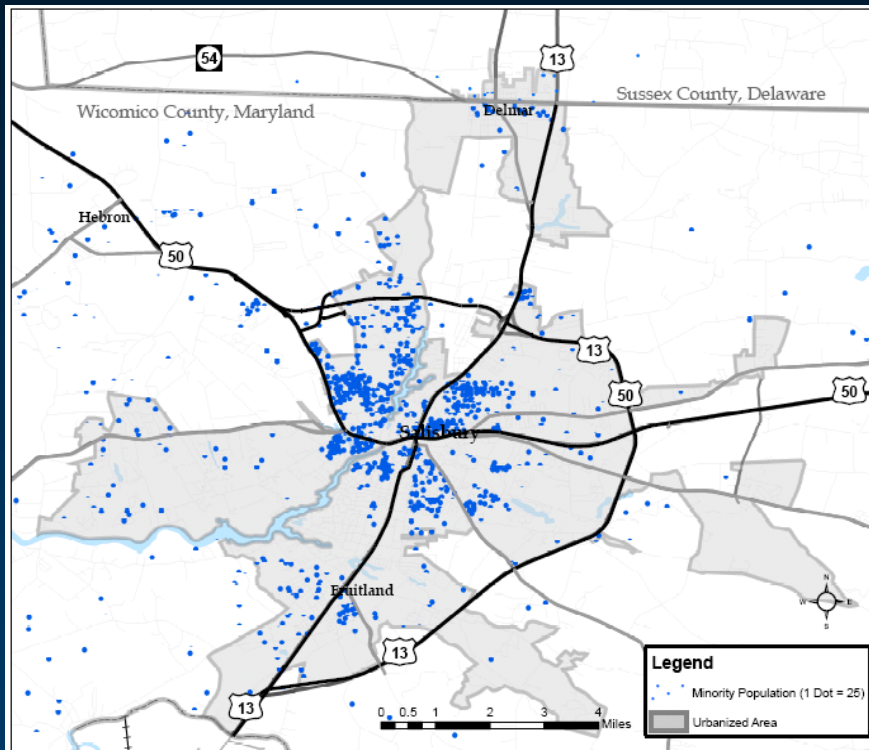 54
13
Sussex County, Delaware
Wicomico County, Maryland
Delmar
Hebron
50
13
50
50
Salisbury
Fruitland
N
W E
S
13
13
Legend
Minority Population (1 Dot = 25)
Urbanized Area
0 0.5 1 2 3 4
Miles